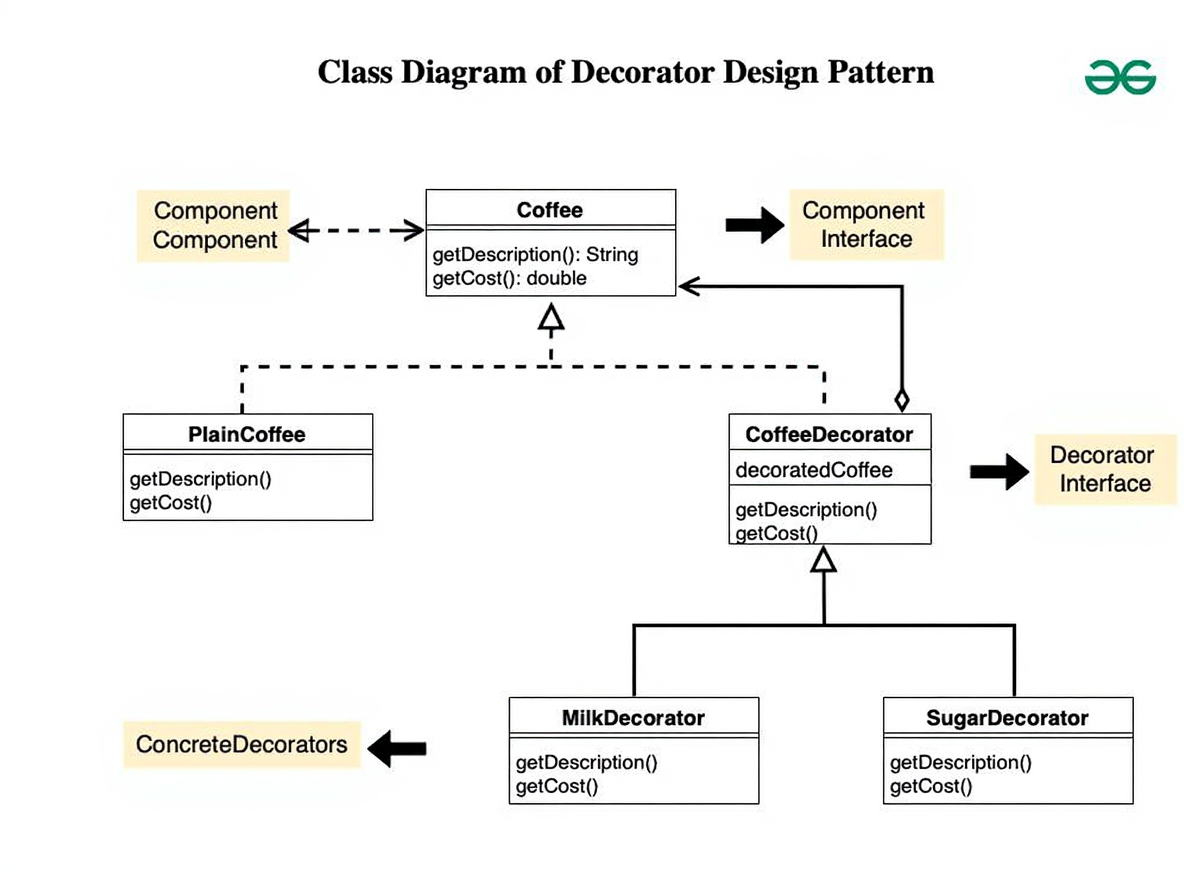 Class Diagram of Decorator Design Pattern
Component
Component
Coffee
getDescription(): String
getCost(): double
Component
Interface
PlainCoffee
getDescription()
getCost()
CoffeeDecorator
decoratedCoffee
getDescription()
getCost()
Decorator
Interface
ConcreteDecorators
MilkDecorator
getDescription()
getCost()
SugarDecorator
getDescription()
getCost()